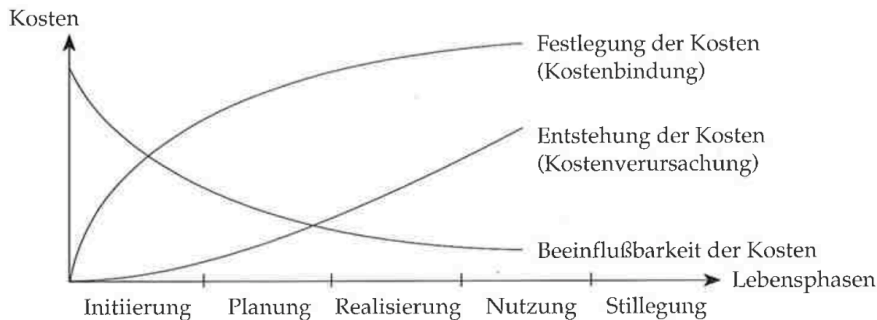 Kosten
Festlegung der Kosten
(Kostenbindung)
Entstehung der Kosten
(Kostenverursachung)
Beeinflußbarkeit der Kosten
Lebensphasen
Initiierung
Planung
Realisierung
Nutzung
Stillegung